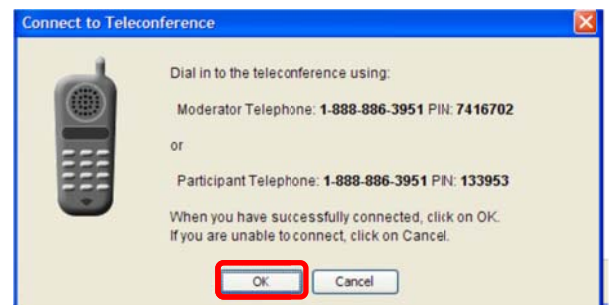 Connect to Teleconference
Dial in to the teleconference using:
Moderator Telephone: 1-888-886-3951 PIN: 7416702
or
Participant Telephone: 1-888-886-3951 PIN: 133953
When you have successfully connected, click on OK.
If you are unable to connect, click on Cancel.
OK Cancel